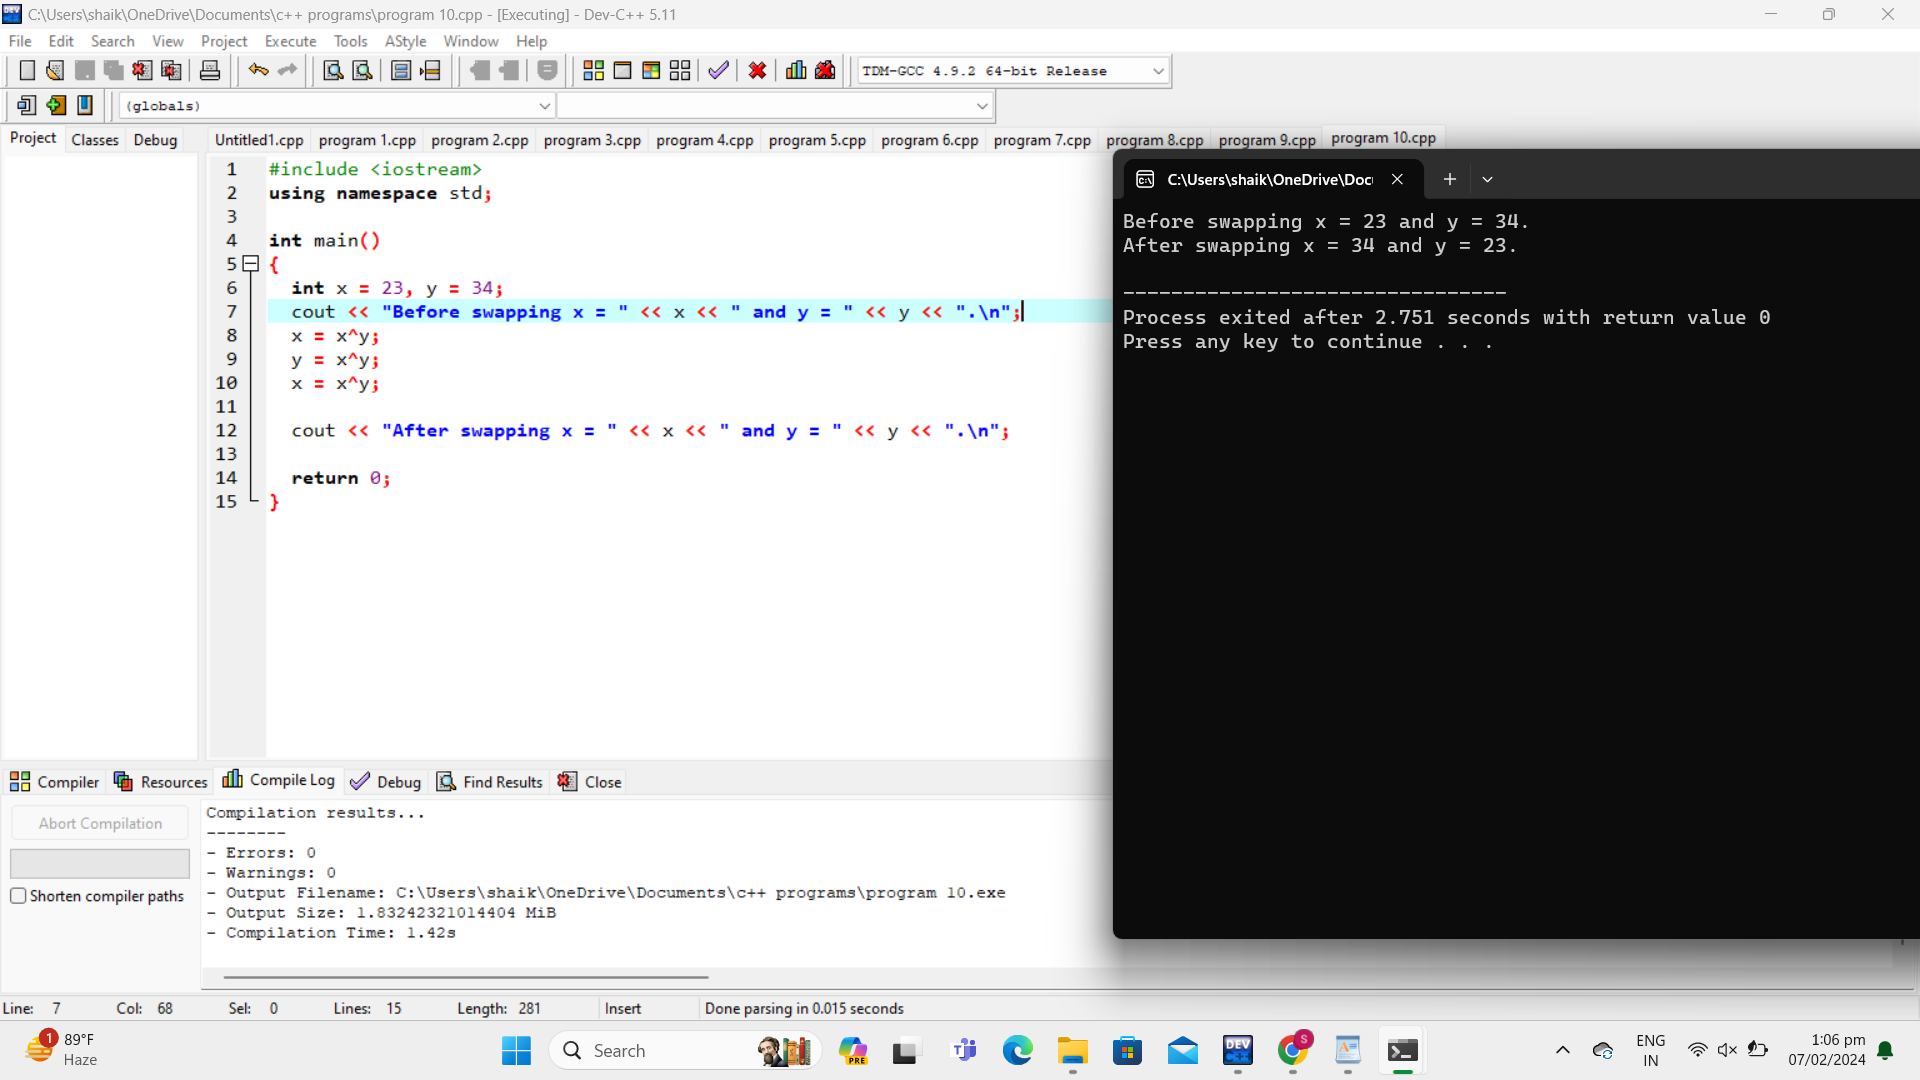 C:\Users\shaik\OneDrive\Documents\c++ programs\program 10.cpp - [Executing] - Dev-C++ 5.11
File Edit Search View Project Execute Tools AStyle Window Help
TDM-GCC 4.9.2 64-bit Release
(globals)
Project Classes Debug
Untitled1.cpp program 1.cpp program 2.cpp program 3.cpp program 4.cpp program 5.cpp program 6.cpp program 7.cpp program 8.cpp program 9.cpp program 10.cpp
1 #include <iostream>
2 using namespace std;
3
4 int main()
5 {
6 int x = 23, y = 34;
7 cout << "Before swapping x = " << x << " and y = " << y << ".\n";
8 x = x^y;
9 y = x^y;
10 x = x^y;
11
12 cout << "After swapping x = " << x << " and y = " << y << ".\n";
13
14 return 0;
15 }
C:\Users\shaik\OneDrive\Doc
Before swapping x = 23 and y = 34.
After swapping x = 34 and y = 23.
--------------------------------
Process exited after 2.751 seconds with return value 0
Press any key to continue . . .
Compiler Resources Compile Log Debug Find Results Close
Abort Compilation
Shorten compiler paths
Compilation results...
--------
- Errors: 0
- Warnings: 0
- Output Filename: C:\Users\shaik\OneDrive\Documents\c++ programs\program 10.exe
- Output Size: 1.83242321014404 MiB
- Compilation Time: 1.42s
Line: 7 Col: 68 Sel: 0 Lines: 15 Length: 281 Insert Done parsing in 0.015 seconds
1
89°F
Haze
Search
PRE
DEV
S
ENG
IN
1:06 pm
07/02/2024